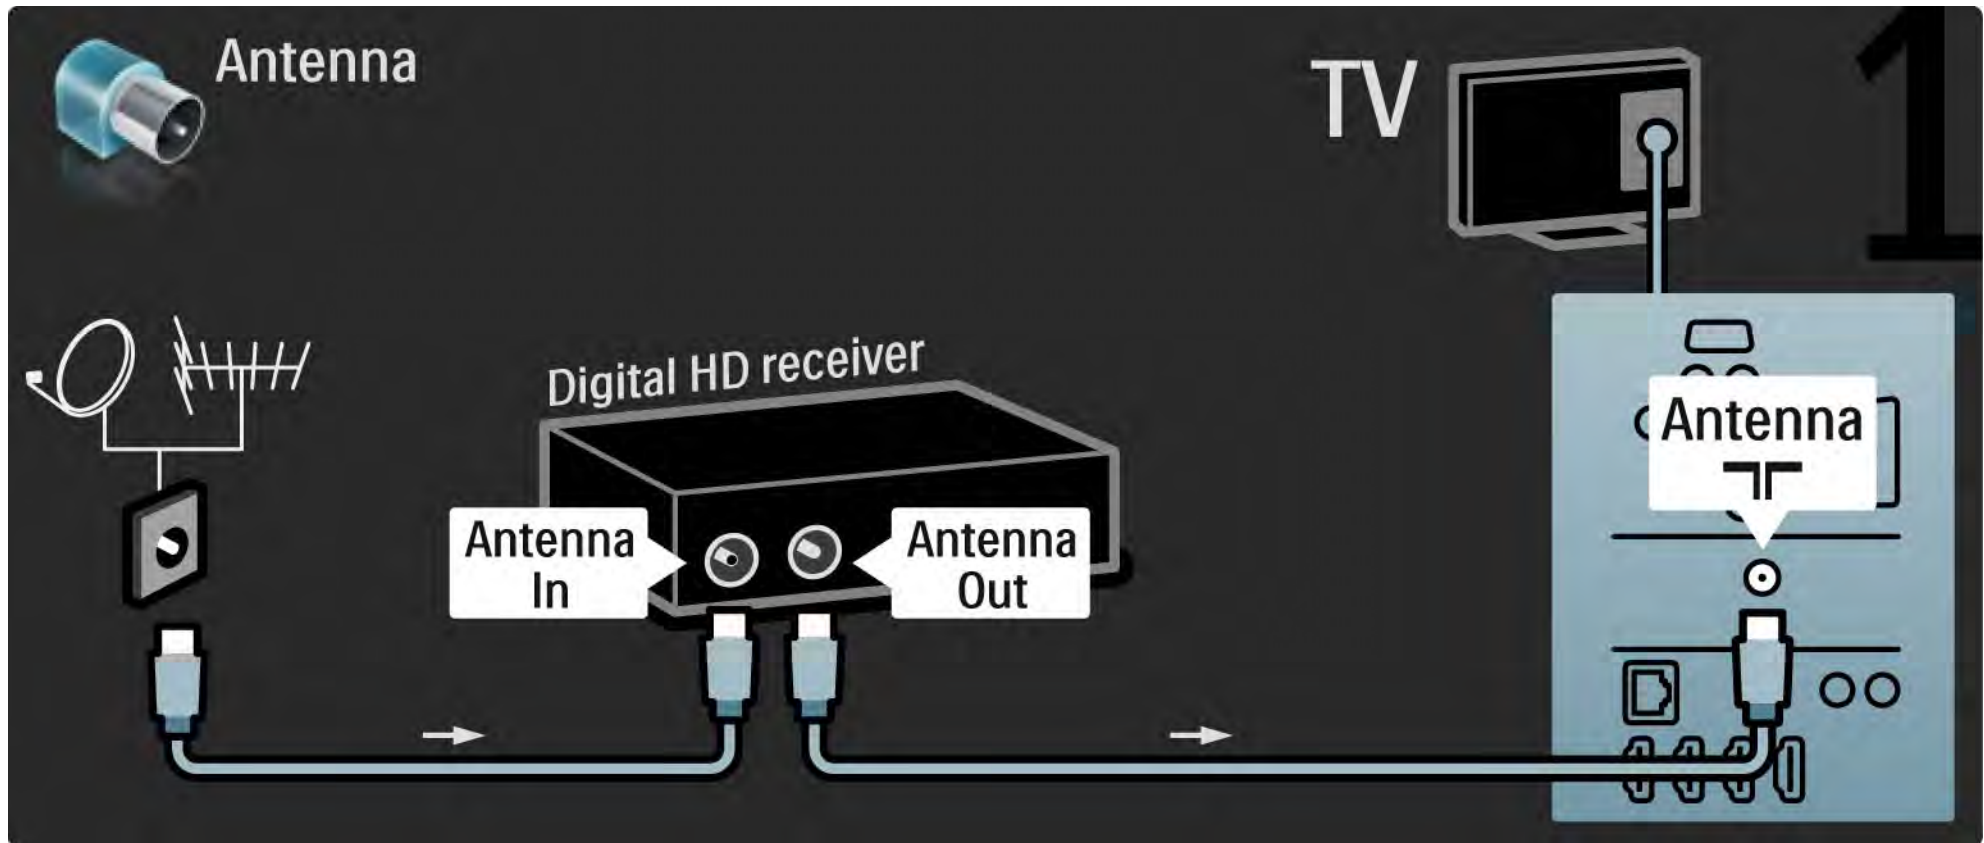 Antenna
TV
1
Digital HD receiver
Antenna
In
Antenna
Out
Antenna